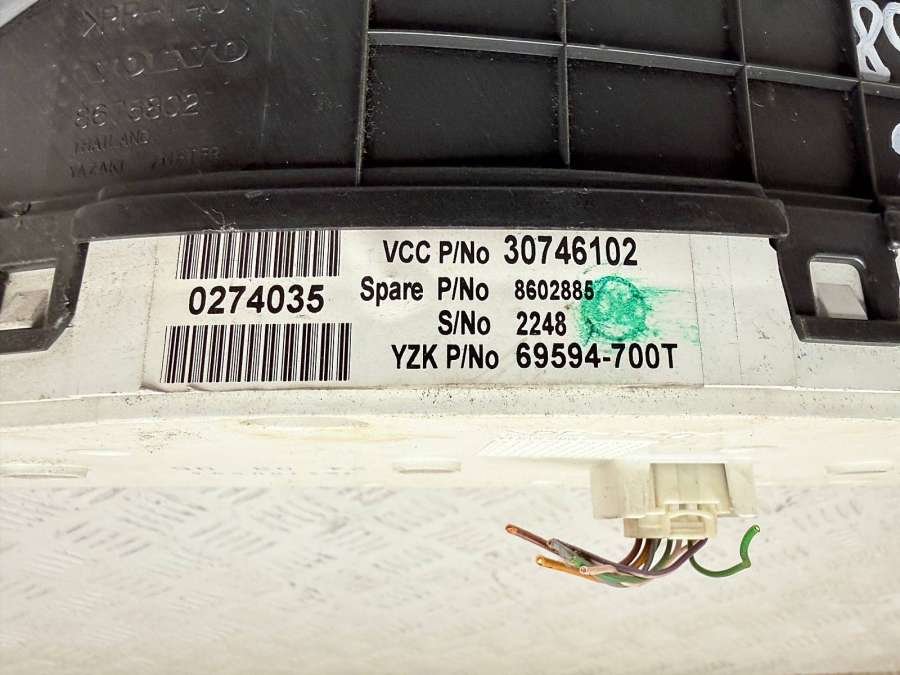 VOLVO
8676802
THAILAND
YAZAKI
0274035
VCC P/No 30746102
Spare P/No 8602885
S/No 2248
YZK P/No 69594-700T